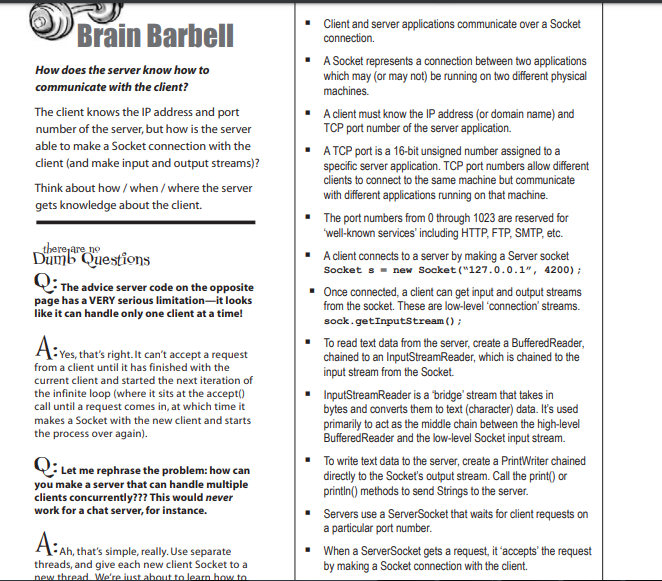 Brain Barbell
How does the server know how to
communicate with the client?
The client knows the IP address and port
number of the server, but how is the server
able to make a Socket connection with the
client (and make input and output streams)?
Think about how / when / where the server
gets knowledge about the client.
there are no
Dumb Questions
Q: The advice server code on the opposite
page has a VERY serious limitation—it looks
like it can handle only one client at a time!
A: Yes, that's right. It can't accept a request
from a client until it has finished with the
current client and started the next iteration of
the infinite loop (where it sits at the accept()
call until a request comes in, at which time it
makes a Socket with the new client and starts
the process over again).
Q: Let me rephrase the problem: how can
you make a server that can handle multiple
clients concurrently??? This would never
work for a chat server, for instance.
A: Ah, that's simple, really. Use separate
threads, and give each new client Socket to a
new thread. We're just about to learn how to
▪ Client and server applications communicate over a Socket
connection.
▪ A Socket represents a connection between two applications
which may (or may not) be running on two different physical
machines.
▪ A client must know the IP address (or domain name) and
TCP port number of the server application.
▪ A TCP port is a 16-bit unsigned number assigned to a
specific server application. TCP port numbers allow different
clients to connect to the same machine but communicate
with different applications running on that machine.
▪ The port numbers from 0 through 1023 are reserved for
'well-known services' including HTTP, FTP, SMTP, etc.
▪ A client connects to a server by making a Server socket
Socket s = new Socket("127.0.0.1", 4200);
▪ Once connected, a client can get input and output streams
from the socket. These are low-level 'connection' streams.
sock.getInputStream();
▪ To read text data from the server, create a BufferedReader,
chained to an InputStreamReader, which is chained to the
input stream from the Socket.
▪ InputStreamReader is a 'bridge' stream that takes in
bytes and converts them to text (character) data. It's used
primarily to act as the middle chain between the high-level
BufferedReader and the low-level Socket input stream.
▪ To write text data to the server, create a PrintWriter chained
directly to the Socket's output stream. Call the print() or
println() methods to send Strings to the server.
▪ Servers use a ServerSocket that waits for client requests on
a particular port number.
▪ When a ServerSocket gets a request, it 'accepts' the request
by making a Socket connection with the client.